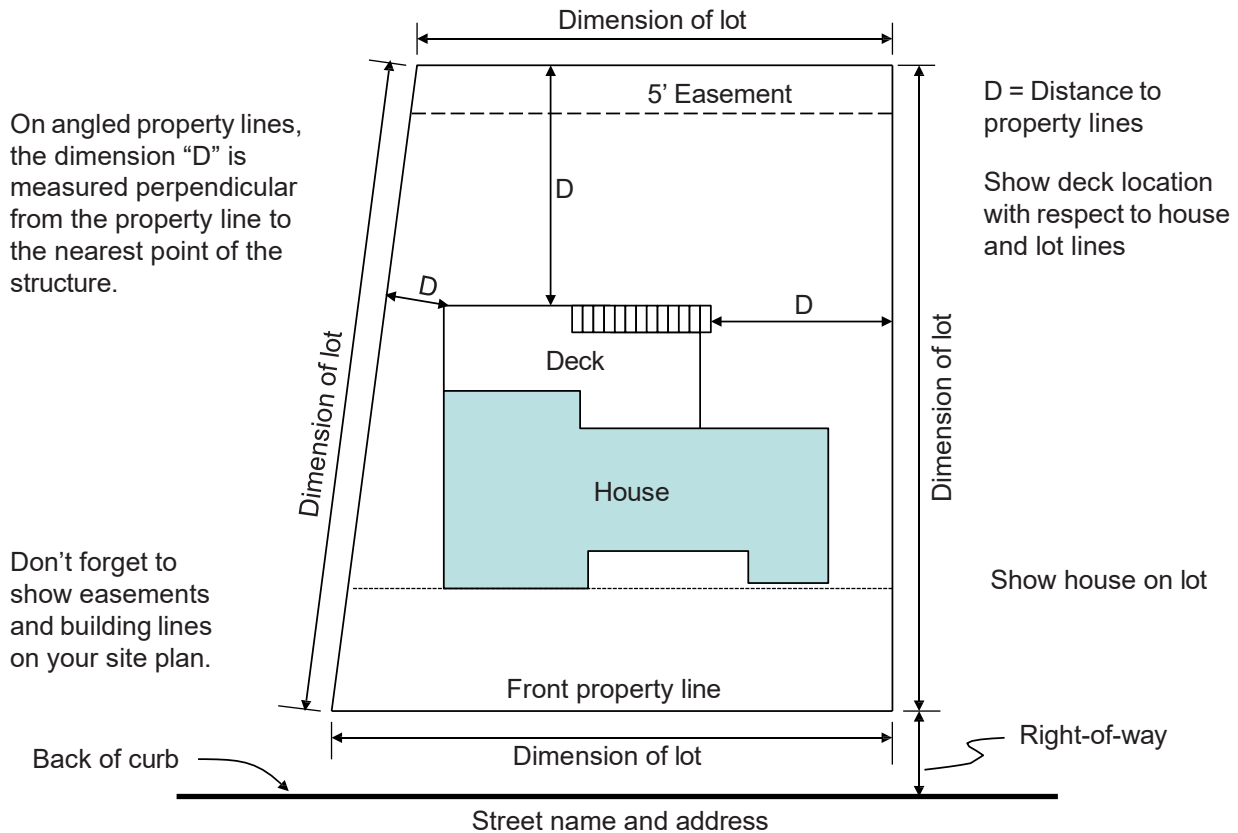 Dimension of lot
5’ Easement
D = Distance to
property lines
On angled property lines,
the dimension “D” is
measured perpendicular
from the property line to
the nearest point of the
structure.
Show deck location
with respect to house
and lot lines
D
D
D
Deck
Dimension of lot
Dimension of lot
House
Don’t forget to
show easements
and building lines
on your site plan.
Show house on lot
Front property line
Right-of-way
Dimension of lot
Back of curb
Street name and address